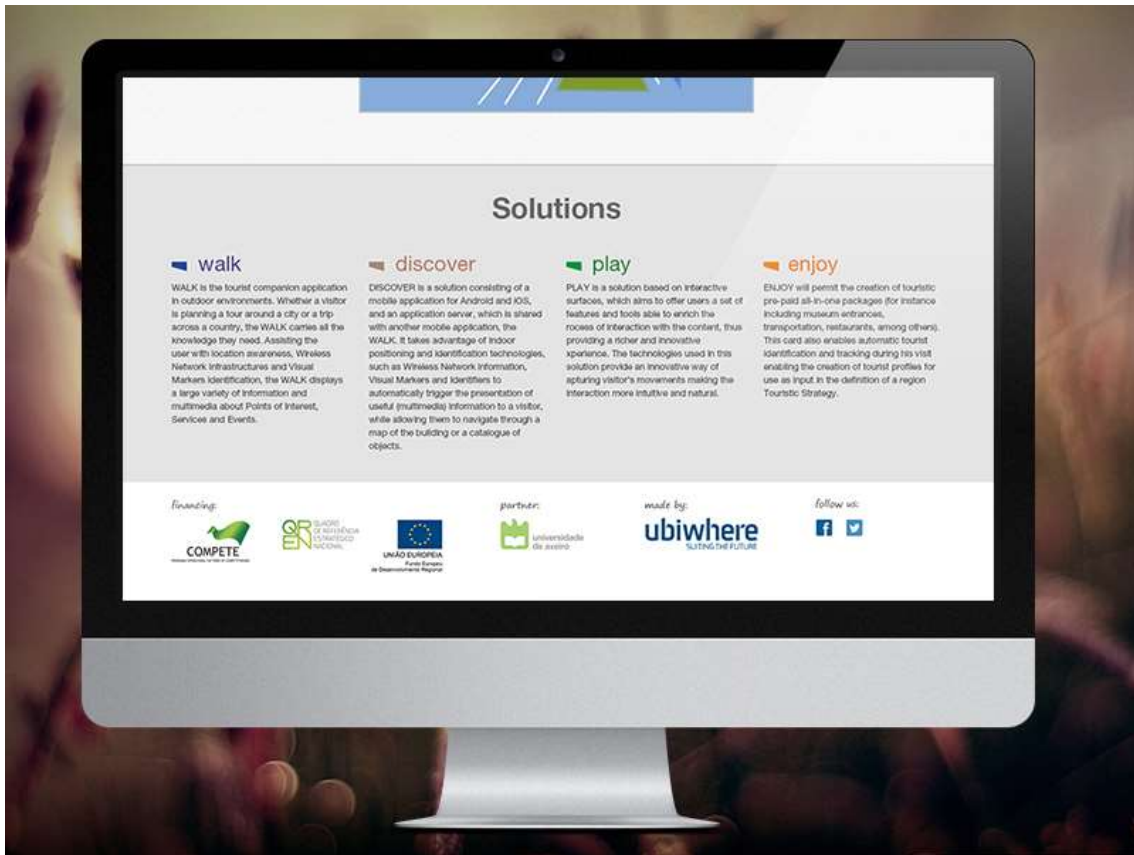 Solutions
walk
WALK is the tourist companion application
in outdoor environments. Whether a visitor
is planning a tour around a city or a trip
across a country, the WALK carries all the
knowledge they need. Assisting the
user with location awareness, Wireless
Network Infrastructures and Visual
Markers identification, the WALK displays
a large variety of information and
multimedia about Points of Interest,
Services and Events.
discover
DISCOVER is a solution consisting of a
mobile application for Android and iOS,
and an application server, which is shared
with another mobile application, the
WALK. It takes advantage of indoor
positioning and identification technologies,
such as Wireless Network Information,
Visual Markers and Identifiers to
automatically trigger the presentation of
useful (multimedia) information to a visitor,
while allowing them to navigate through a
map of the building or a catalogue of
objects.
play
PLAY is a solution based on interactive
surfaces, which aims to offer users a set of
features and tools able to enrich the
rocess of interaction with the content, thus
providing a richer and innovative
xperience. The technologies used in this
solution provide an innovative way of
apturing visitor's movements making the
interaction more intuitive and natural.
enjoy
ENJOY will permit the creation of touristic
pre-paid all-in-one packages (for instance
including museum entrances,
transportation, restaurants, among others).
This card also enables automatic tourist
identification and tracking during his visit
enabling the creation of tourist profiles for
use as input in the definition of a region
Touristic Strategy.
financing:
COMPETE
QREN
QUADRO
DE REFERÊNCIA
ESTRATÉGICO
NACIONAL
UNIÃO EUROPEIA
Fundo Europeu
de Desenvolvimento Regional
partner:
universidade
de aveiro
made by:
ubiwhere
SUITING THE FUTURE
follow us: